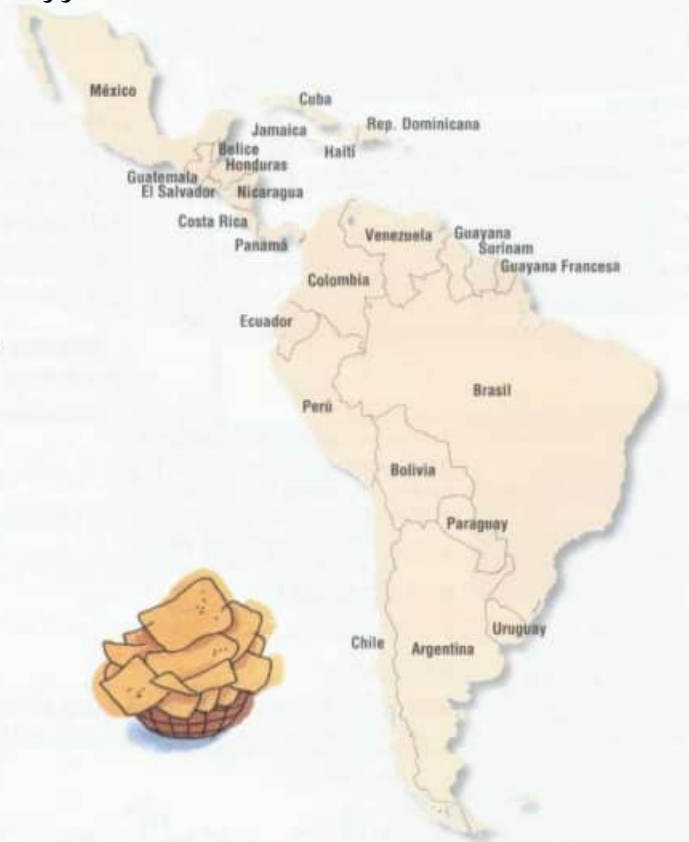 México
Cuba
Jamaica
Rep. Dominicana
Haití
Belice
Honduras
Guatemala
El Salvador
Nicaragua
Costa Rica
Panamá
Venezuela
Guayana
Surinam
Guayana Francesa
Colombia
Ecuador
Brasil
Perú
Bolivia
Paraguay
Uruguay
Chile
Argentina